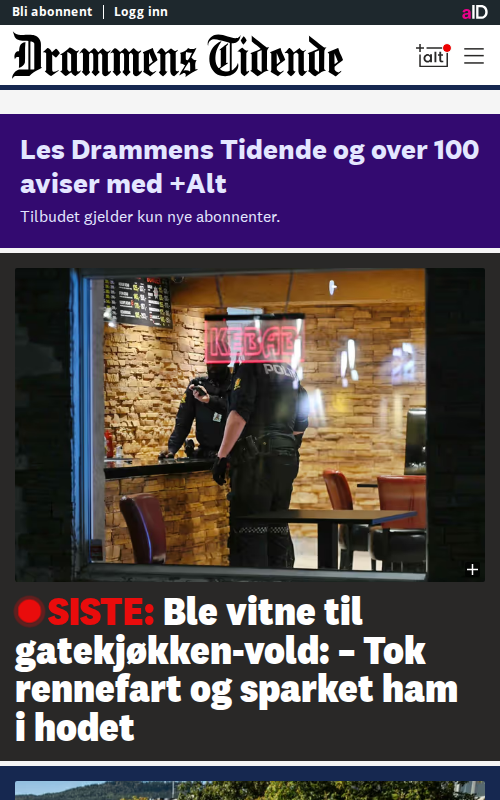 Bli abonnent
Logg inn
aID
Drammens Tidende
+alt
Les Drammens Tidende og over 100
aviser med +Alt
Tilbudet gjelder kun nye abonnenter.
KEBAB
SISTE: Ble vitne til
gatekjøkken-vold: – Tok
rennefart og sparket ham
i hodet